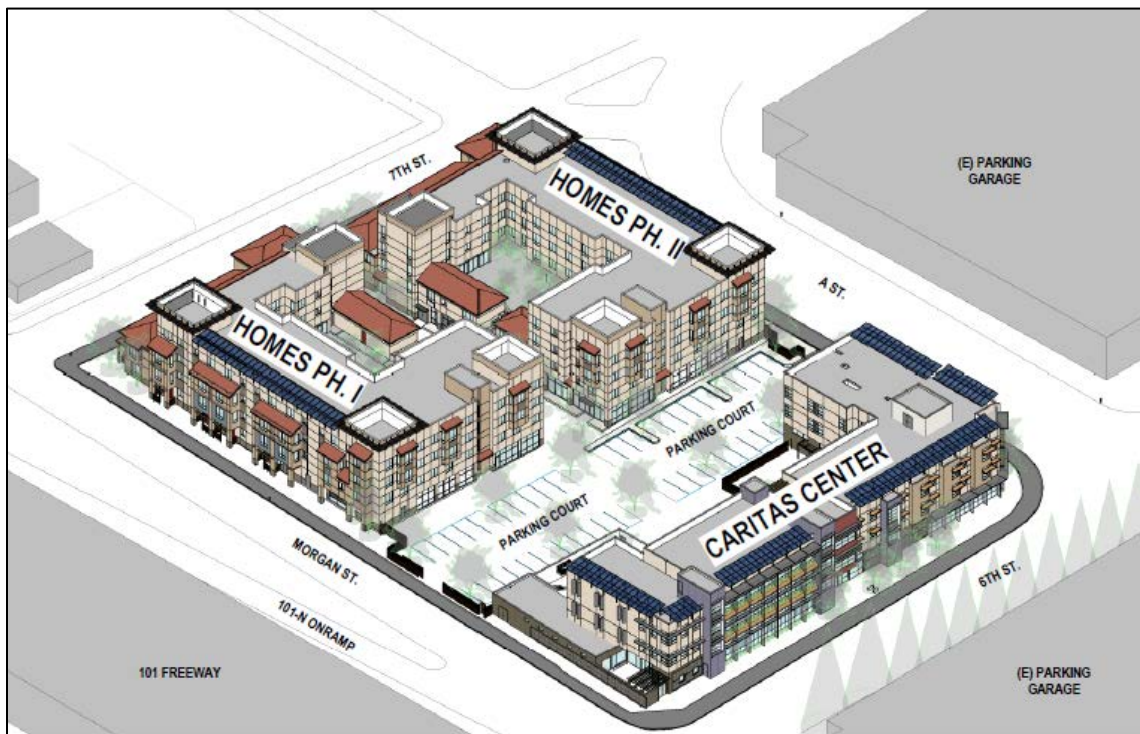 7TH ST.
HOMES PH. II
(E) PARKING
GARAGE
A ST.
HOMES PH. I
PARKING COURT
PARKING COURT
CARITAS CENTER
MORGAN ST.
6TH ST.
101-N ONRAMP
101 FREEWAY
(E) PARKING
GARAGE